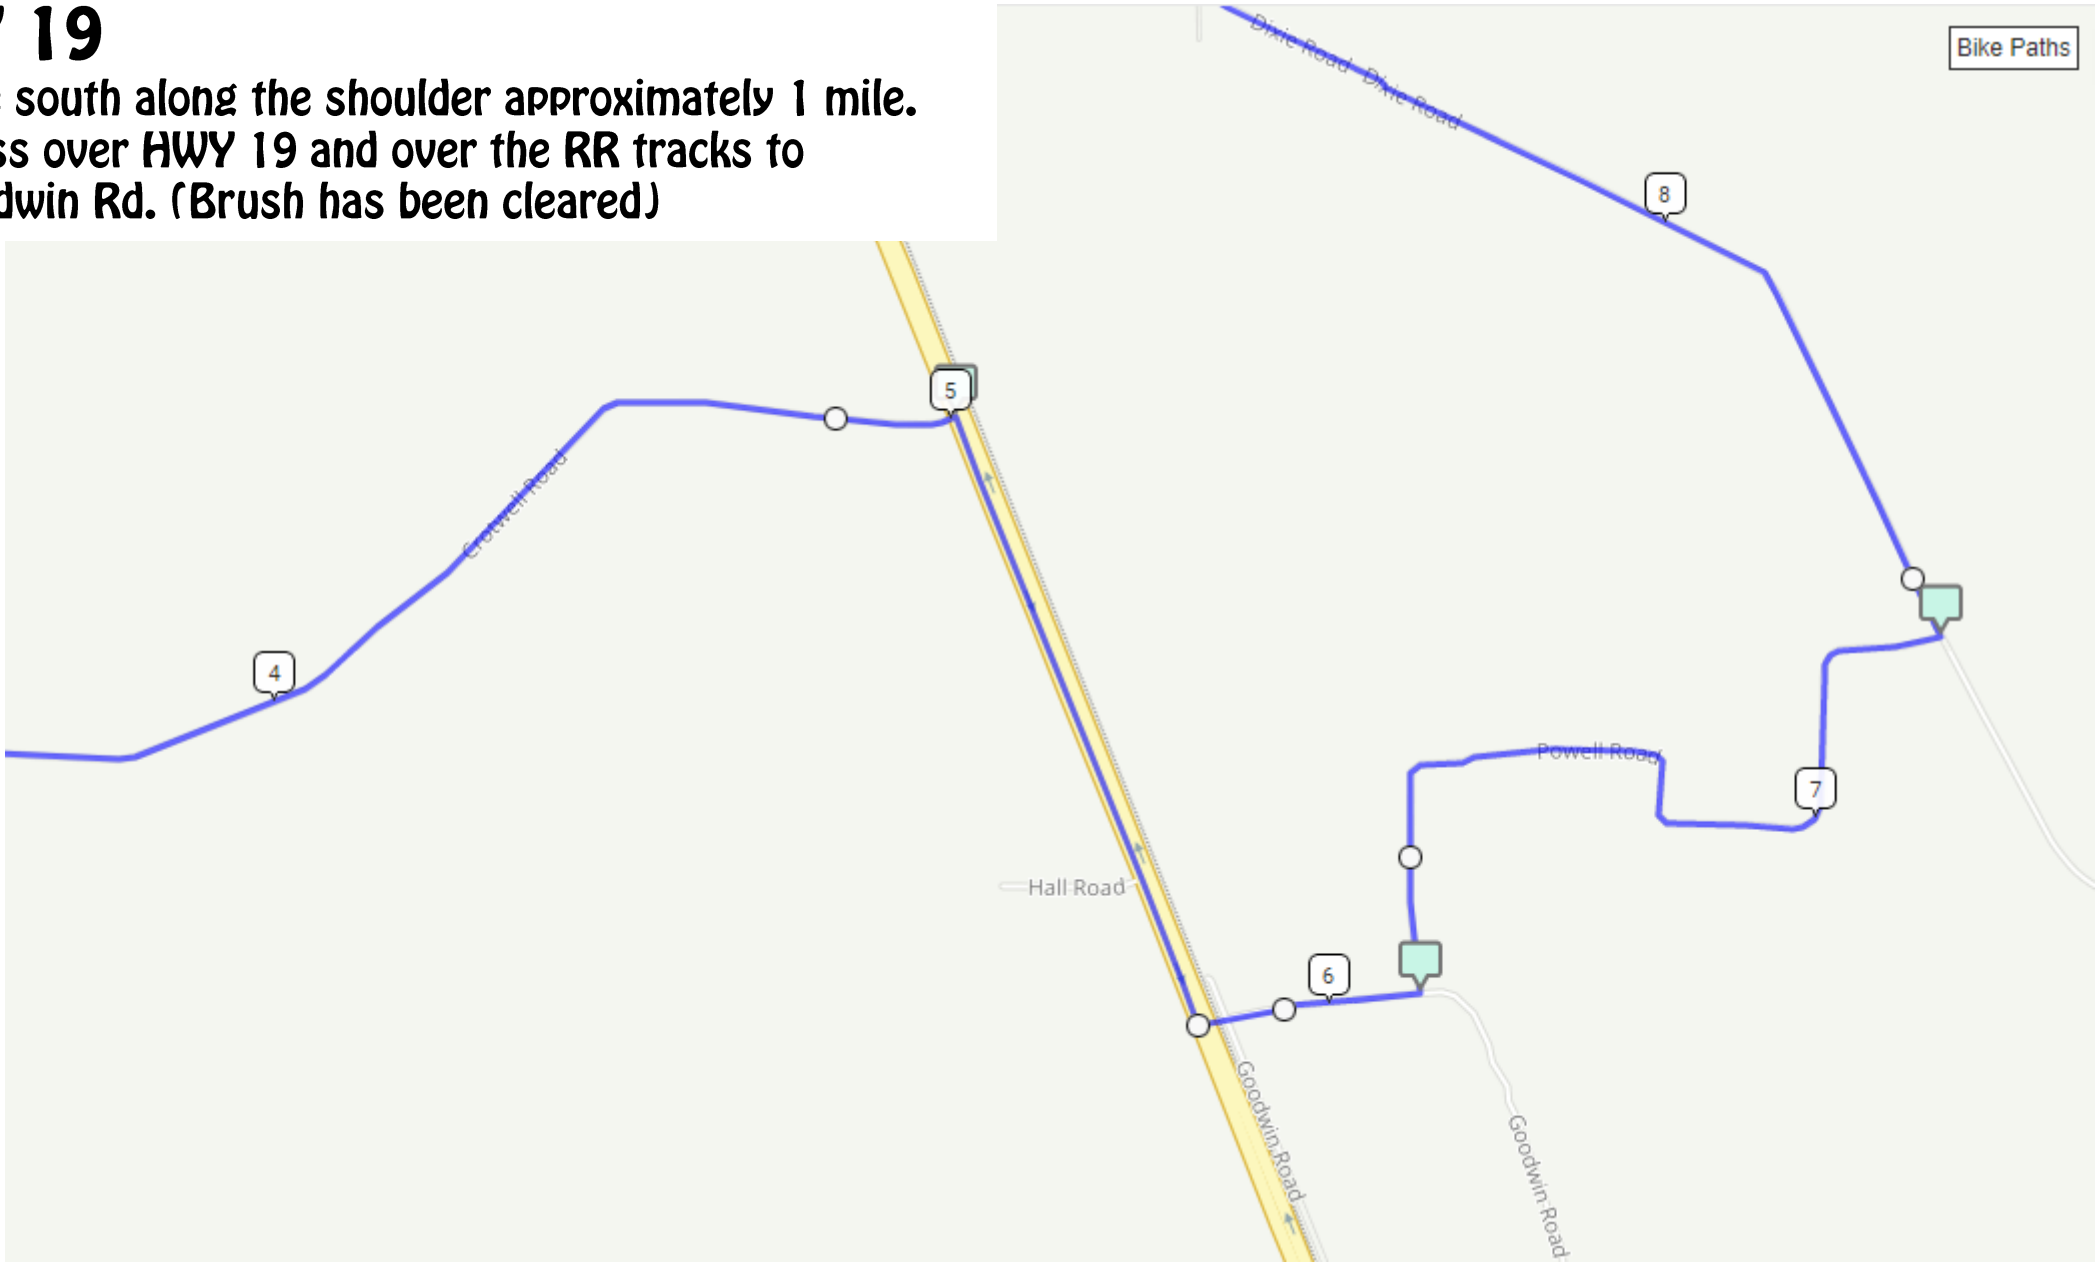 19
south along the shoulder approximately 1 mile.
ss over HWY 19 and over the RR tracks to
dwin Rd. (Brush has been cleared)
Bike Paths
Dixie Road
Dixie Road
8
5
Crotwell Road
4
Powell Road
7
Hall Road
6
Goodwin Road
Goodwin Road